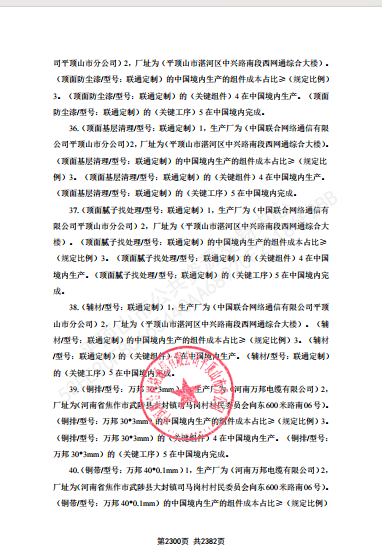 司平顶山市分公司）2，厂址为（平顶山市湛河区中兴路南段西网通综合大楼）。
（顶面防尘漆/型号：联通定制）的中国境内生产的组件成本占比≥（规定比例）
3。（顶面防尘漆/型号：联通定制）的（关键组件）4 在中国境内生产。（顶面
防尘漆/型号：联通定制）的（关键工序）5 在中国境内完成。
36.（顶面基层清理/型号：联通定制）1，生产厂为（中国联合网络通信有限
公司平顶山市分公司）2，厂址为（平顶山市湛河区中兴路南段西网通综合大楼）。
（顶面基层清理/型号：联通定制）的中国境内生产的组件成本占比≥（规定比
例）3。（顶面基层清理/型号：联通定制）的（关键组件）4 在中国境内生产。
（顶面基层清理/型号：联通定制）的（关键工序）5 在中国境内完成。
37.（顶面腻子找处理/型号：联通定制）1，生产厂为（中国联合网络通信有
限公司平顶山市分公司）2，厂址为（平顶山市湛河区中兴路南段西网通综合大
楼）。（顶面腻子找处理/型号：联通定制）的中国境内生产的组件成本占比≥
（规定比例）3。（顶面腻子找处理/型号：联通定制）的（关键组件）4 在中国
境内生产。（顶面腻子找处理/型号：联通定制）的（关键工序）5 在中国境内完
成。
38.（辅材/型号：联通定制）1，生产厂为（中国联合网络通信有限公司平顶
山市分公司）2，厂址为（平顶山市湛河区中兴路南段西网通综合大楼）。（辅
材/型号：联通定制）的中国境内生产的组件成本占比≥（规定比例）3。（辅材
/型号：联通定制）的（关键组件）4 在中国境内生产。（辅材/型号：联通定制）
的（关键工序）5 在中国境内完成。
39.（铜排/型号：万邦 30*3mm）1，生产厂为（河南万邦电缆有限公司）2，
厂址为（河南省焦作市武陟县大封镇司马岗村村民委员会向东 600 米路南 06 号）。
（铜排/型号：万邦 30*3mm）的中国境内生产的组件成本占比≥（规定比例）3。
（铜排/型号：万邦 30*3mm）的（关键组件）4 在中国境内生产。（铜排/型号：
万邦 30*3mm）的（关键工序）5 在中国境内完成。
40.（铜带/型号：万邦 40*0.1mm）1，生产厂为（河南万邦电缆有限公司）2，
厂址为（河南省焦作市武陟县大封镇司马岗村村民委员会向东 600 米路南 06 号）。
（铜带/型号：万邦 40*0.1mm）的中国境内生产的组件成本占比≥（规定比例）
第2300页 共2382页